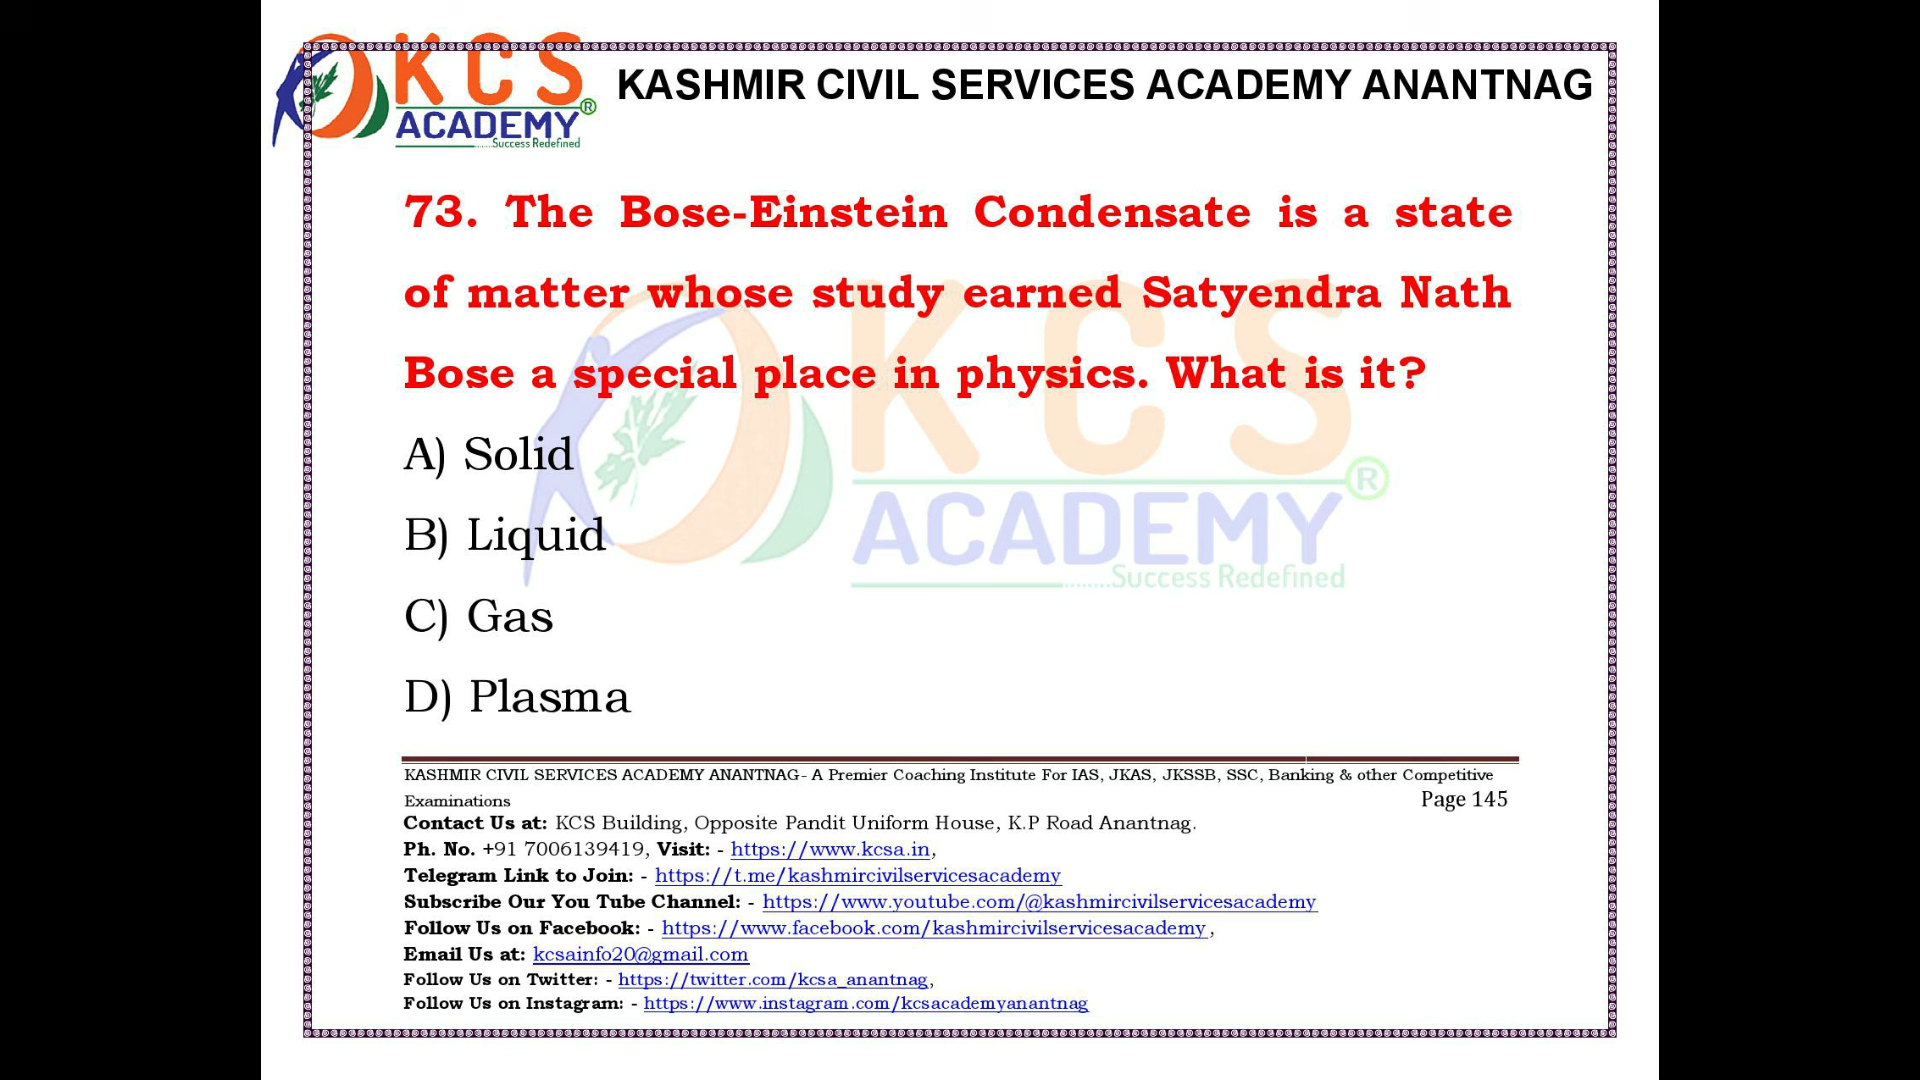 KCS
ACADEMY®
........Success Redefined
KASHMIR CIVIL SERVICES ACADEMY ANANTNAG
73. The Bose-Einstein Condensate is a state
of matter whose study earned Satyendra Nath
Bose a special place in physics. What is it?
A) Solid
B) Liquid
C) Gas
D) Plasma
KCS
ACADEMY®
........Success Redefined
KASHMIR CIVIL SERVICES ACADEMY ANANTNAG- A Premier Coaching Institute For IAS, JKAS, JKSSB, SSC, Banking & other Competitive
Examinations Page 145
Contact Us at: KCS Building, Opposite Pandit Uniform House, K.P Road Anantnag.
Ph. No. +91 7006139419, Visit: - https://www.kcsa.in,
Telegram Link to Join: - https://t.me/kashmircivilservicesacademy
Subscribe Our You Tube Channel: - https://www.youtube.com/@kashmircivilservicesacademy
Follow Us on Facebook: - https://www.facebook.com/kashmircivilservicesacademy,
Email Us at: kcsainfo20@gmail.com
Follow Us on Twitter: - https://twitter.com/kcsa_anantnag,
Follow Us on Instagram: - https://www.instagram.com/kcsacademyanantnag